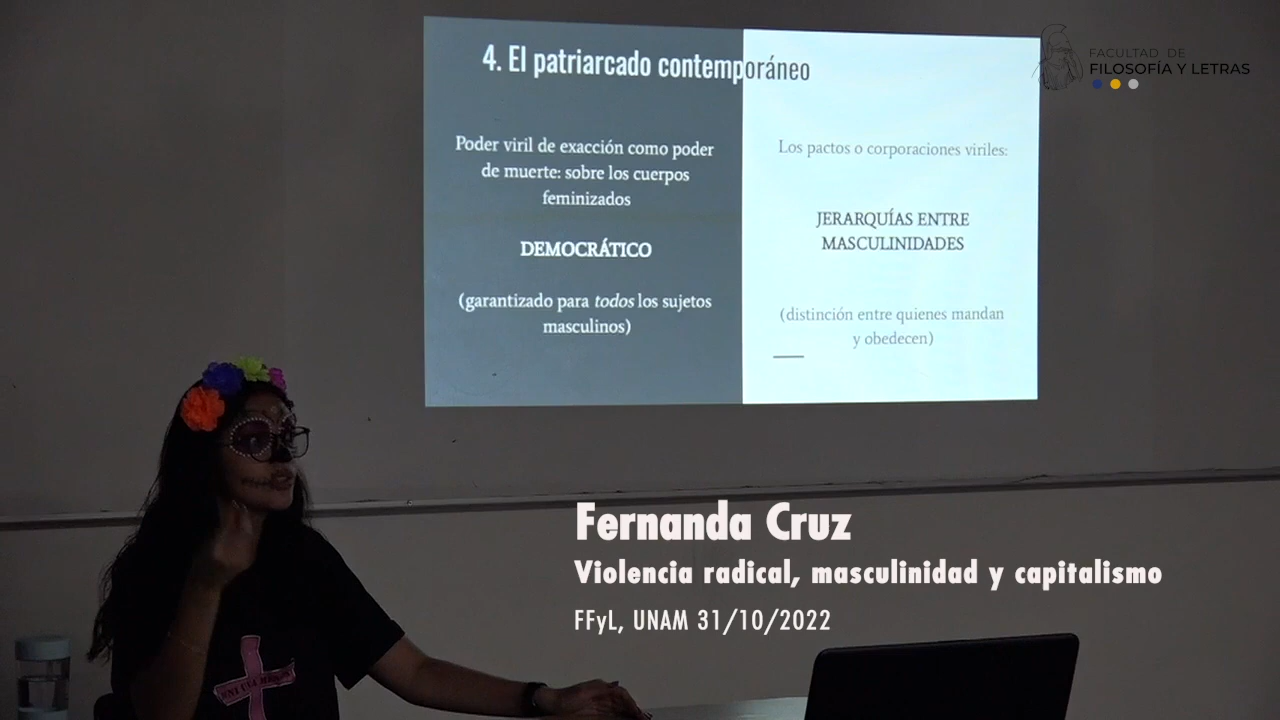 4. El patriarcado contemporáneo
Poder viril de exacción como poder
de muerte: sobre los cuerpos
feminizados
DEMOCRÁTICO
(garantizado para todos los sujetos
masculinos)
Los pactos o corporaciones viriles:
JERARQUÍAS ENTRE
MASCULINIDADES
(distinción entre quienes mandan
y obedecen)
FACULTAD DE
FILOSOFÍA Y LETRAS
Fernanda Cruz
Violencia radical, masculinidad y capitalismo
FFyL, UNAM 31/10/2022